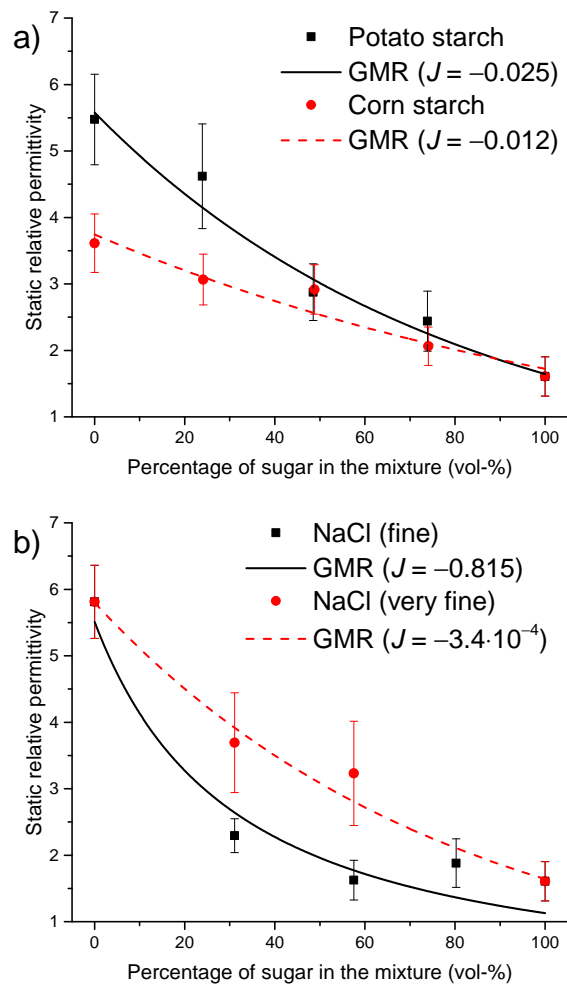 a)
Potato starch
GMR (J = −0.025)
Corn starch
GMR (J = −0.012)
7
6
5
4
3
2
1
Static relative permittivity
0 20 40 60 80 100
Percentage of sugar in the mixture (vol-%)
b)
NaCl (fine)
GMR (J = −0.815)
NaCl (very fine)
GMR (J = −3.4·10⁻⁴)
7
6
5
4
3
2
1
Static relative permittivity
0 20 40 60 80 100
Percentage of sugar in the mixture (vol-%)